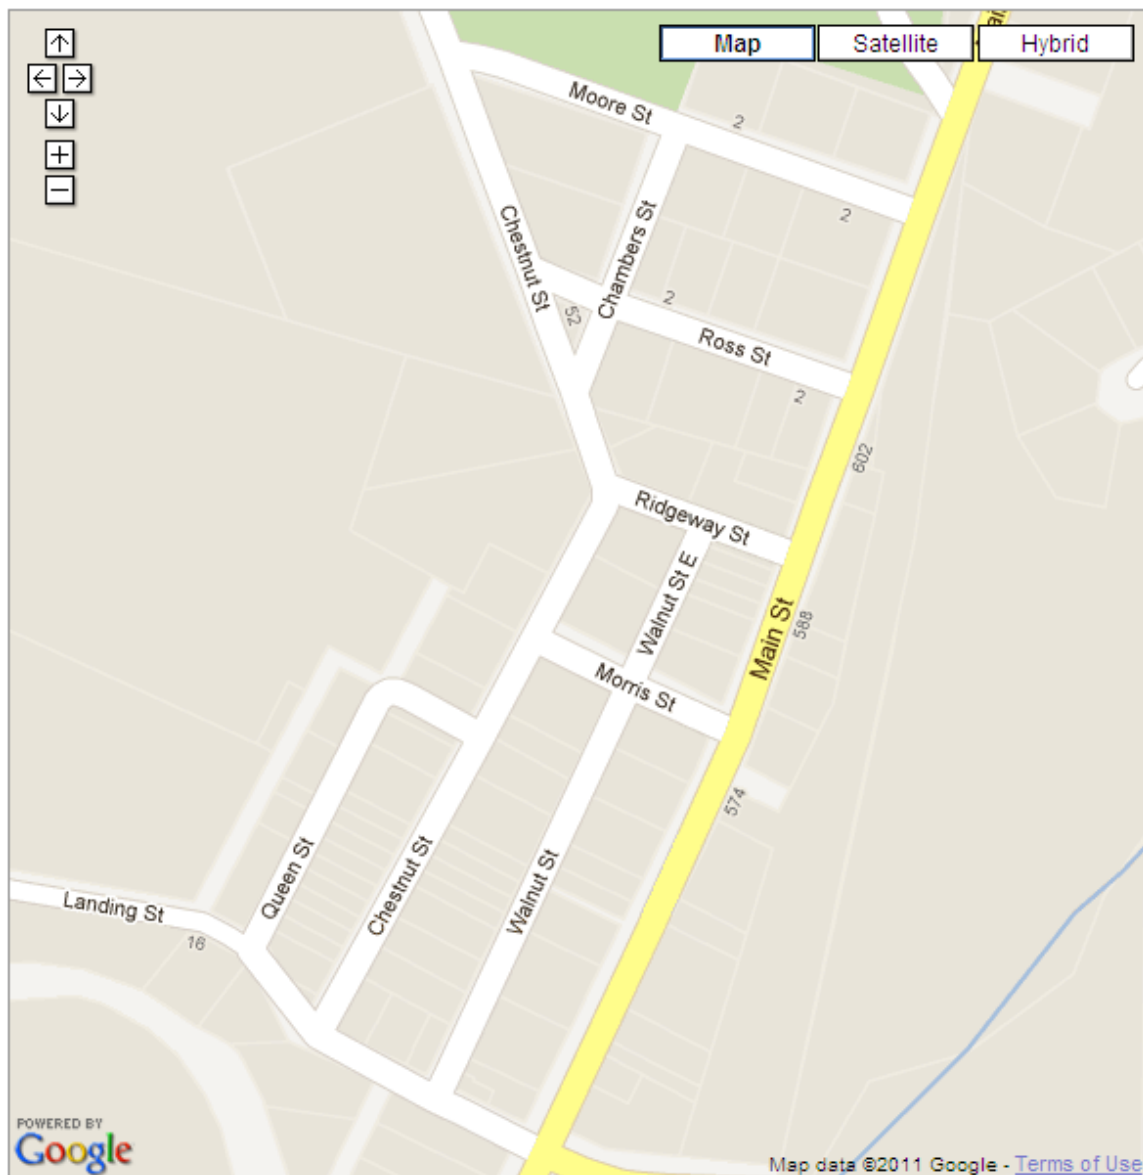 Map
Satellite
Hybrid
Moore St
2
2
Chestnut St
Chambers St
52
2
Ross St
2
602
Ridgeway St
Walnut St E
Main St
588
Morris St
574
Queen St
Chestnut St
Walnut St
Landing St
16
POWERED BY
Google
Map data ©2011 Google - Terms of Use